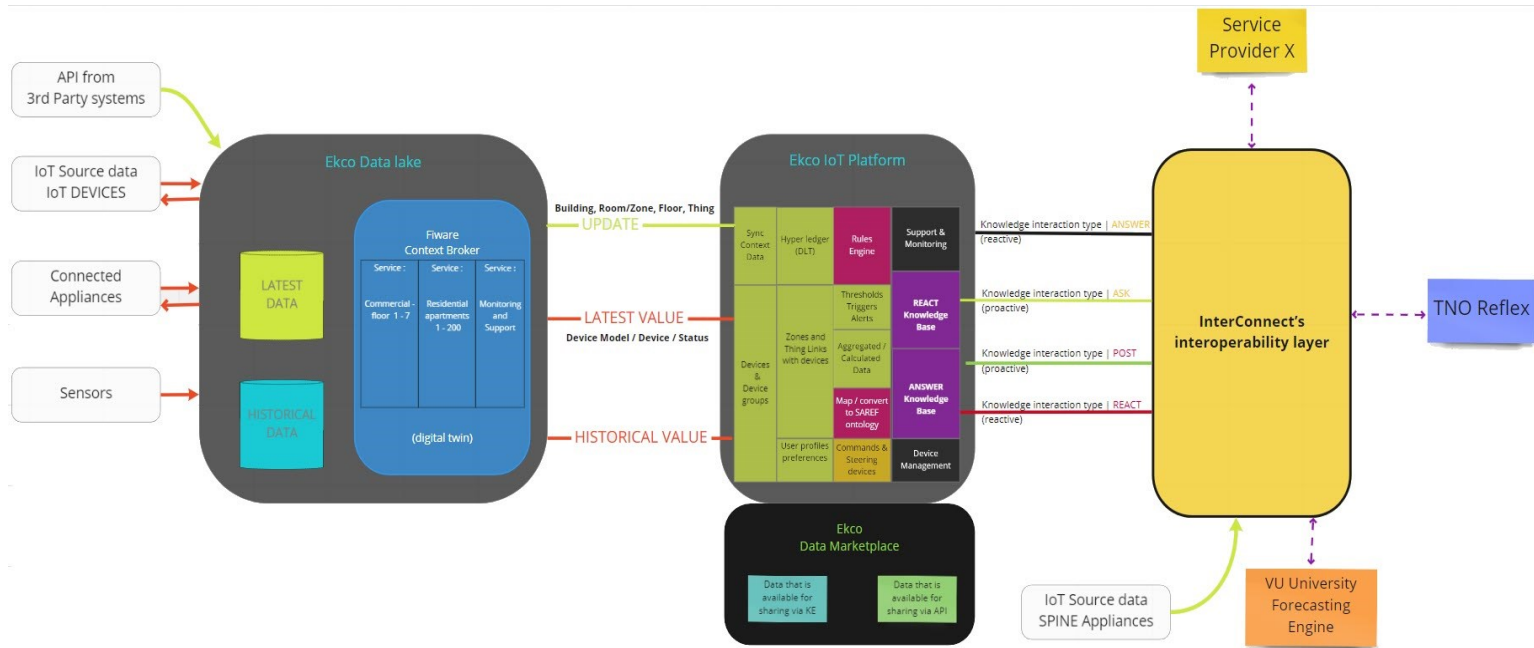 Service
Provider X
API from
3rd Party systems
IoT Source data
IoT DEVICES
Connected
Appliances
Sensors
Ekco Data lake
LATEST
DATA
HISTORICAL
DATA
Fiware
Context Broker
Service :
Commercial -
floor 1 - 7
Service :
Residential
apartments
1 - 200
Service :
Monitoring
and
Support
(digital twin)
Building, Room/Zone, Floor, Thing
UPDATE
LATEST VALUE
Device Model / Device / Status
HISTORICAL VALUE
Ekco IoT Platform
Sync
Context
Data
Hyper ledger
(DLT)
Rules
Engine
Support &
Monitoring
Devices
&
Device
groups
Zones and
Thing Links
with devices
Thresholds
Triggers
Alerts
Aggregated /
Calculated
Data
Map / convert
to SAREF
ontology
REACT
Knowledge
Base
ANSWER
Knowledge
Base
User profiles
preferences
Commands &
Steering
devices
Device
Management
Ekco
Data Marketplace
Data that is
available for
sharing via KE
Data that is
available for
sharing via API
Knowledge interaction type | ANSWER
(reactive)
Knowledge interaction type | ASK
(proactive)
Knowledge interaction type | POST
(proactive)
Knowledge interaction type | REACT
(reactive)
InterConnect's
interoperability layer
TNO Reflex
IoT Source data
SPINE Appliances
VU University
Forecasting
Engine